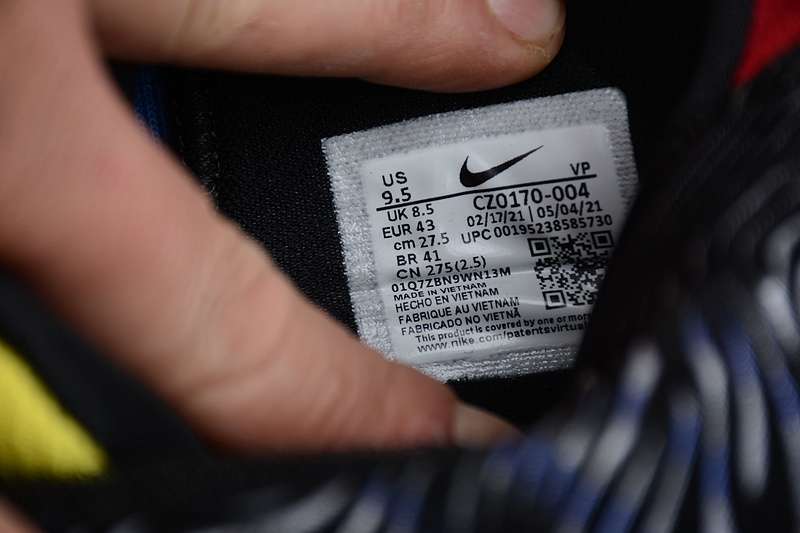 US VP
9.5
UK 8.5 CZ0170-004
EUR 43 02/17/21 | 05/04/21
cm 27.5 UPC 00195238585730
BR 41
CN 275 (2.5)
01Q7ZBN9WN13M
MADE IN VIETNAM
HECHO EN VIETNAM
FABRIQUE AU VIETNAM
FABRICADO NO VIETNÃ
This product is covered by one or more
www.nike.com/patentsvirtual